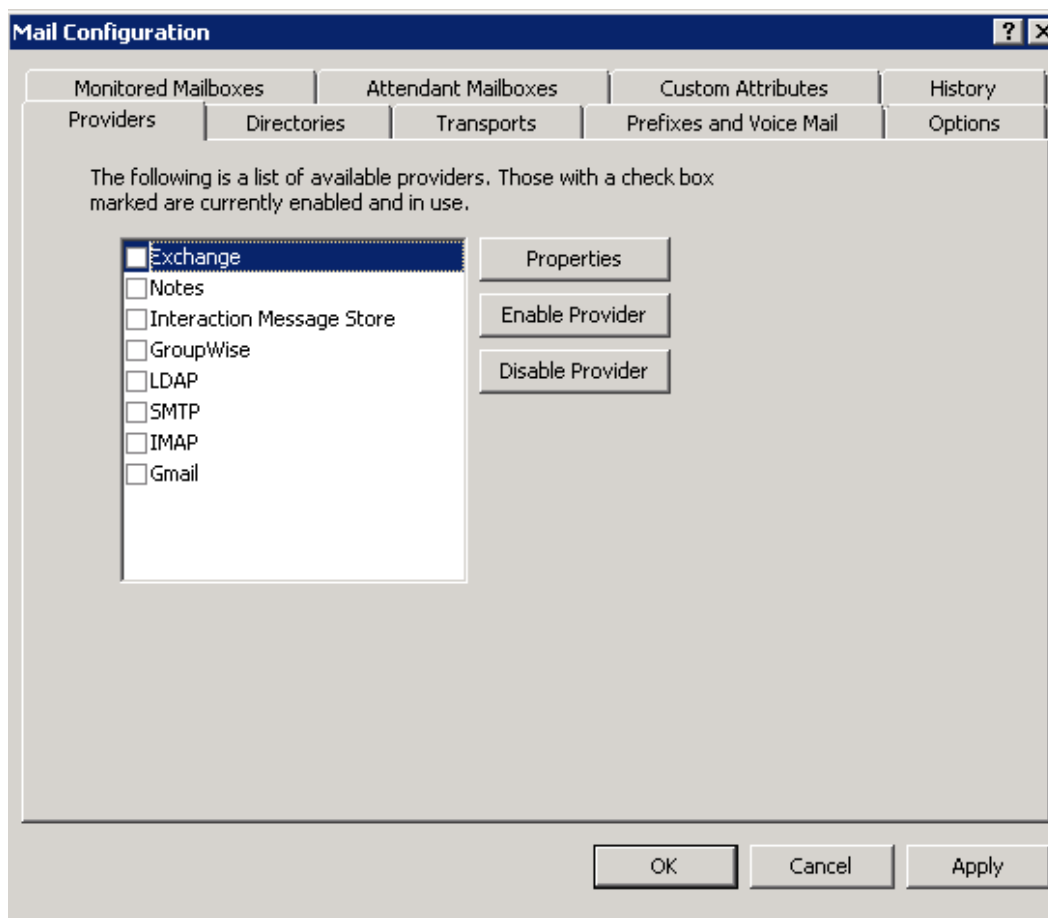 Mail Configuration
?
Monitored Mailboxes Attendant Mailboxes Custom Attributes History
Providers Directories Transports Prefixes and Voice Mail Options
The following is a list of available providers. Those with a check box
marked are currently enabled and in use.
Exchange
Notes
Interaction Message Store
GroupWise
LDAP
SMTP
IMAP
Gmail
Properties
Enable Provider
Disable Provider
OK Cancel Apply